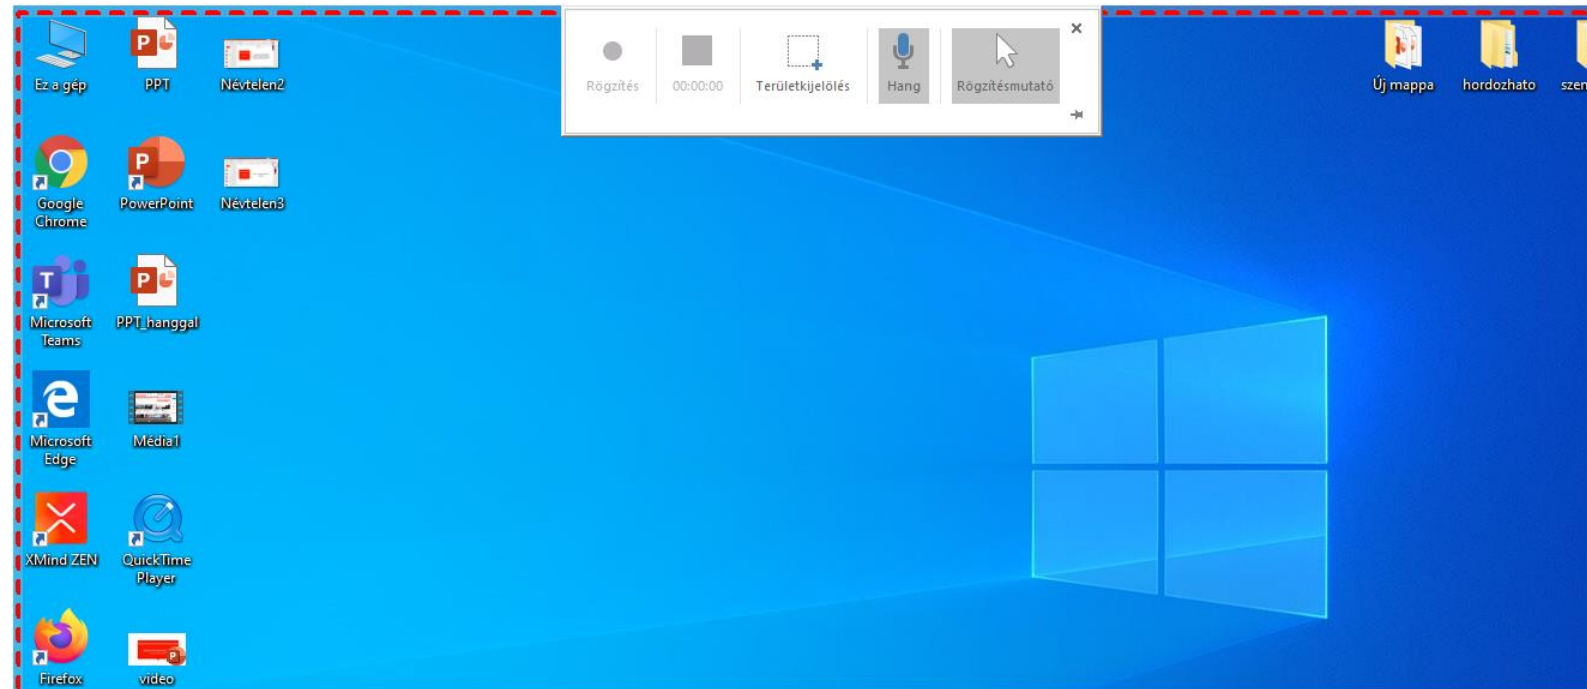 Rögzítés
00:00:00
Területkijelölés
Hang
Rögzítésmutató
Ez a gép
PPT
Névtelen2
Új mappa
hordozhato
Google
Chrome
PowerPoint
Névtelen3
Microsoft
Teams
PPT_hanggal
Microsoft
Edge
Média1
XMind ZEN
QuickTime
Player
Firefox
video